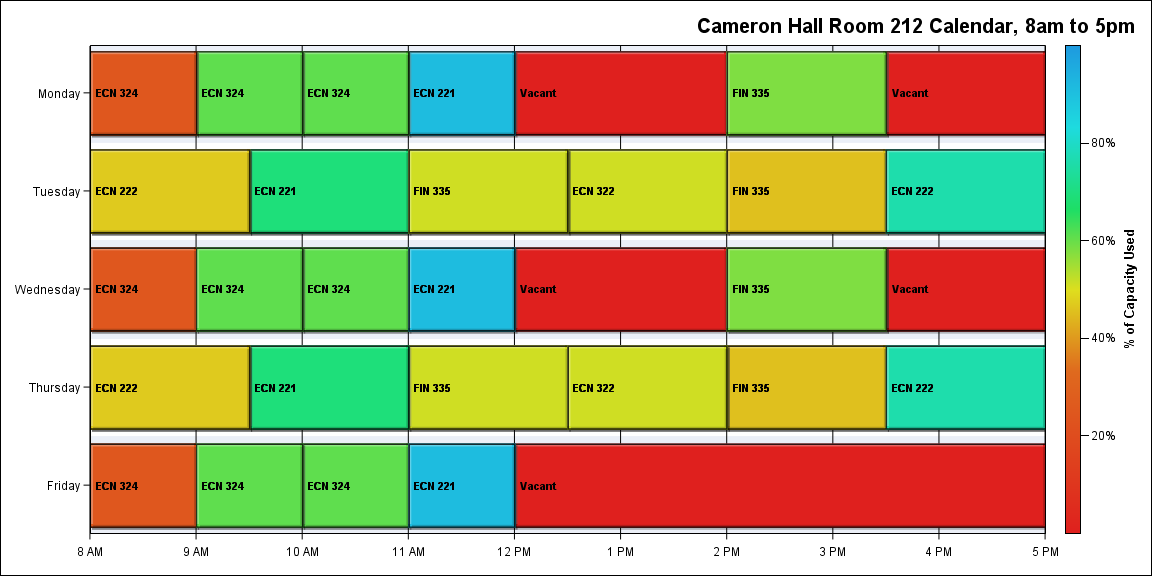 Cameron Hall Room 212 Calendar, 8am to 5pm
Monday ECN 324 ECN 324 ECN 324 ECN 221 Vacant FIN 335 Vacant
80%
Tuesday ECN 222 ECN 221 FIN 335 ECN 322 FIN 335 ECN 222
60%
Wednesday ECN 324 ECN 324 ECN 324 ECN 221 Vacant FIN 335 Vacant
% of Capacity Used
40%
Thursday ECN 222 ECN 221 FIN 335 ECN 322 FIN 335 ECN 222
20%
Friday ECN 324 ECN 324 ECN 324 ECN 221 Vacant
8 AM 9 AM 10 AM 11 AM 12 PM 1 PM 2 PM 3 PM 4 PM 5 PM